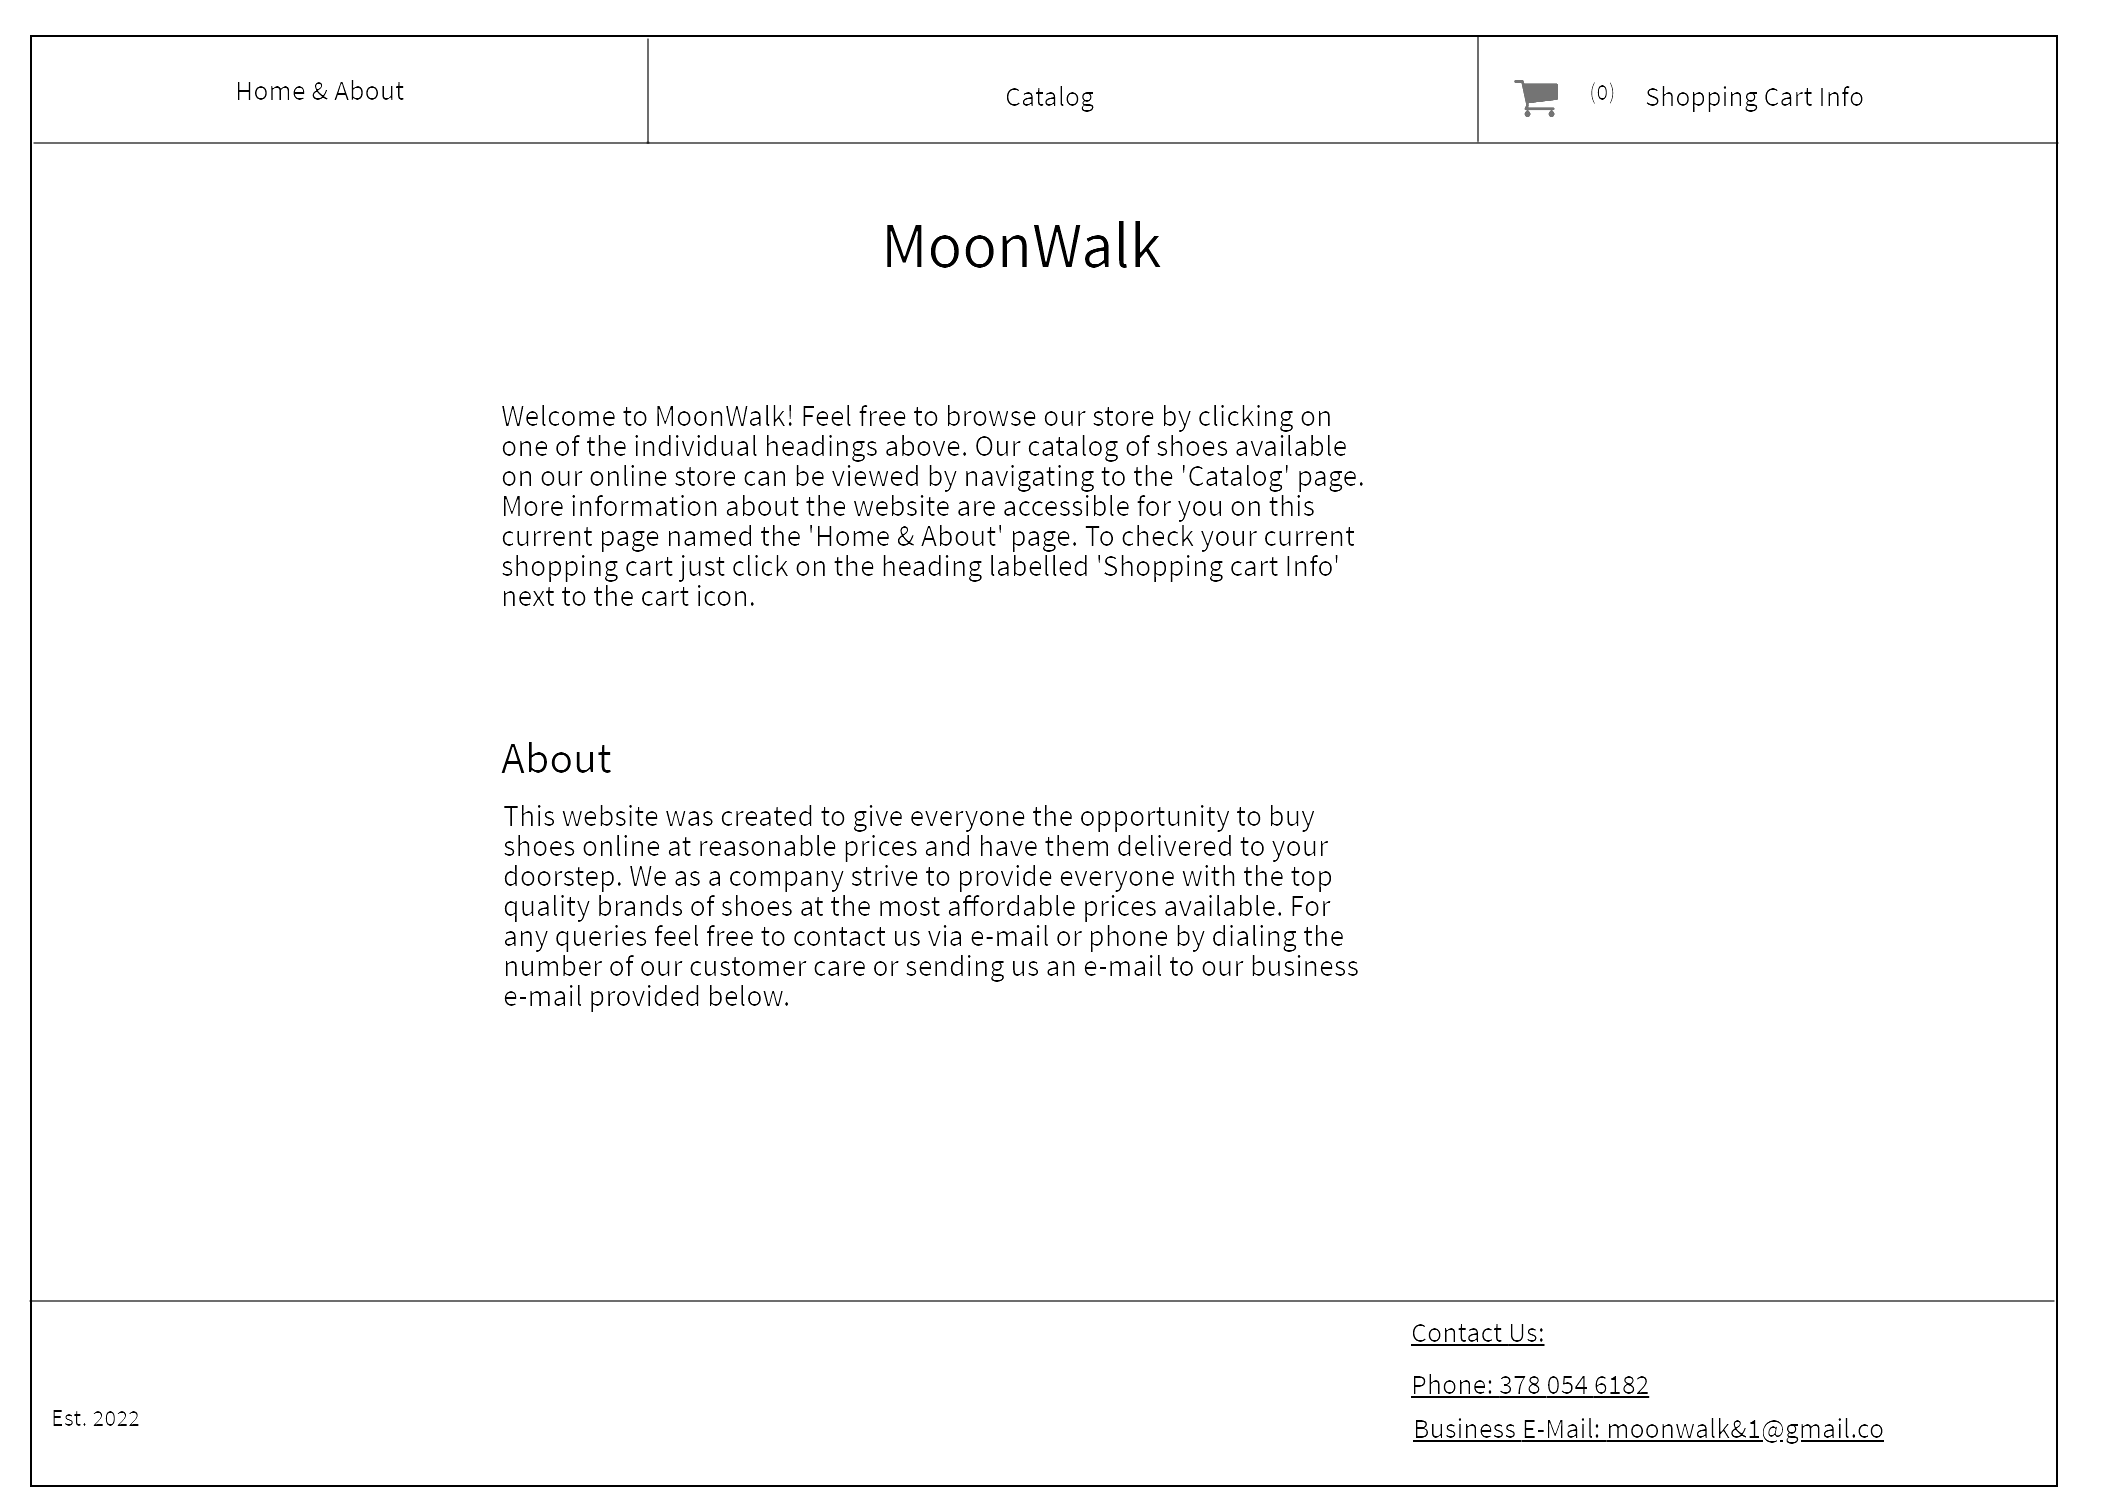 Home & About
Catalog
(0) Shopping Cart Info
MoonWalk
Welcome to MoonWalk! Feel free to browse our store by clicking on
one of the individual headings above. Our catalog of shoes available
on our online store can be viewed by navigating to the 'Catalog' page.
More information about the website are accessible for you on this
current page named the 'Home & About' page. To check your current
shopping cart just click on the heading labelled 'Shopping cart Info'
next to the cart icon.
About
This website was created to give everyone the opportunity to buy
shoes online at reasonable prices and have them delivered to your
doorstep. We as a company strive to provide everyone with the top
quality brands of shoes at the most affordable prices available. For
any queries feel free to contact us via e-mail or phone by dialing the
number of our customer care or sending us an e-mail to our business
e-mail provided below.
Contact Us:
Phone: 378 054 6182
Est. 2022
Business E-Mail: moonwalk&1@gmail.co